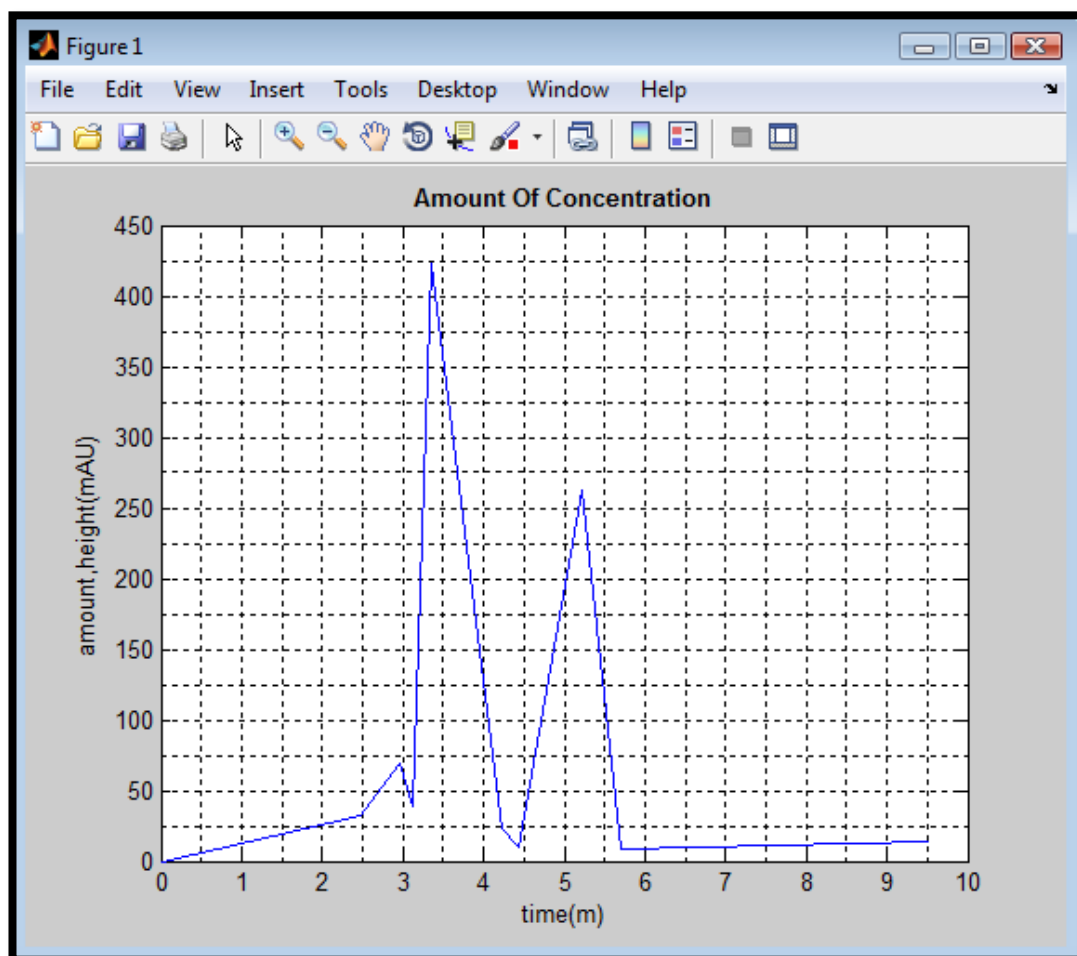 Figure 1
File Edit View Insert Tools Desktop Window Help
Amount Of Concentration
450
400
350
300
250
200
150
100
50
0
amount,height(mAU)
0 1 2 3 4 5 6 7 8 9 10
time(m)